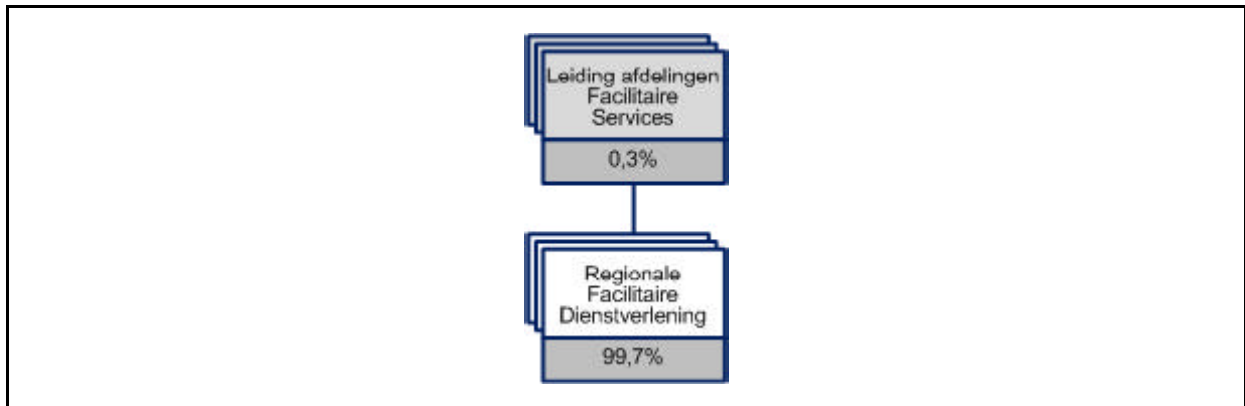 Leiding afdelingen
Facilitaire
Services
0,3%
Regionale
Facilitaire
Dienstverlening
99,7%